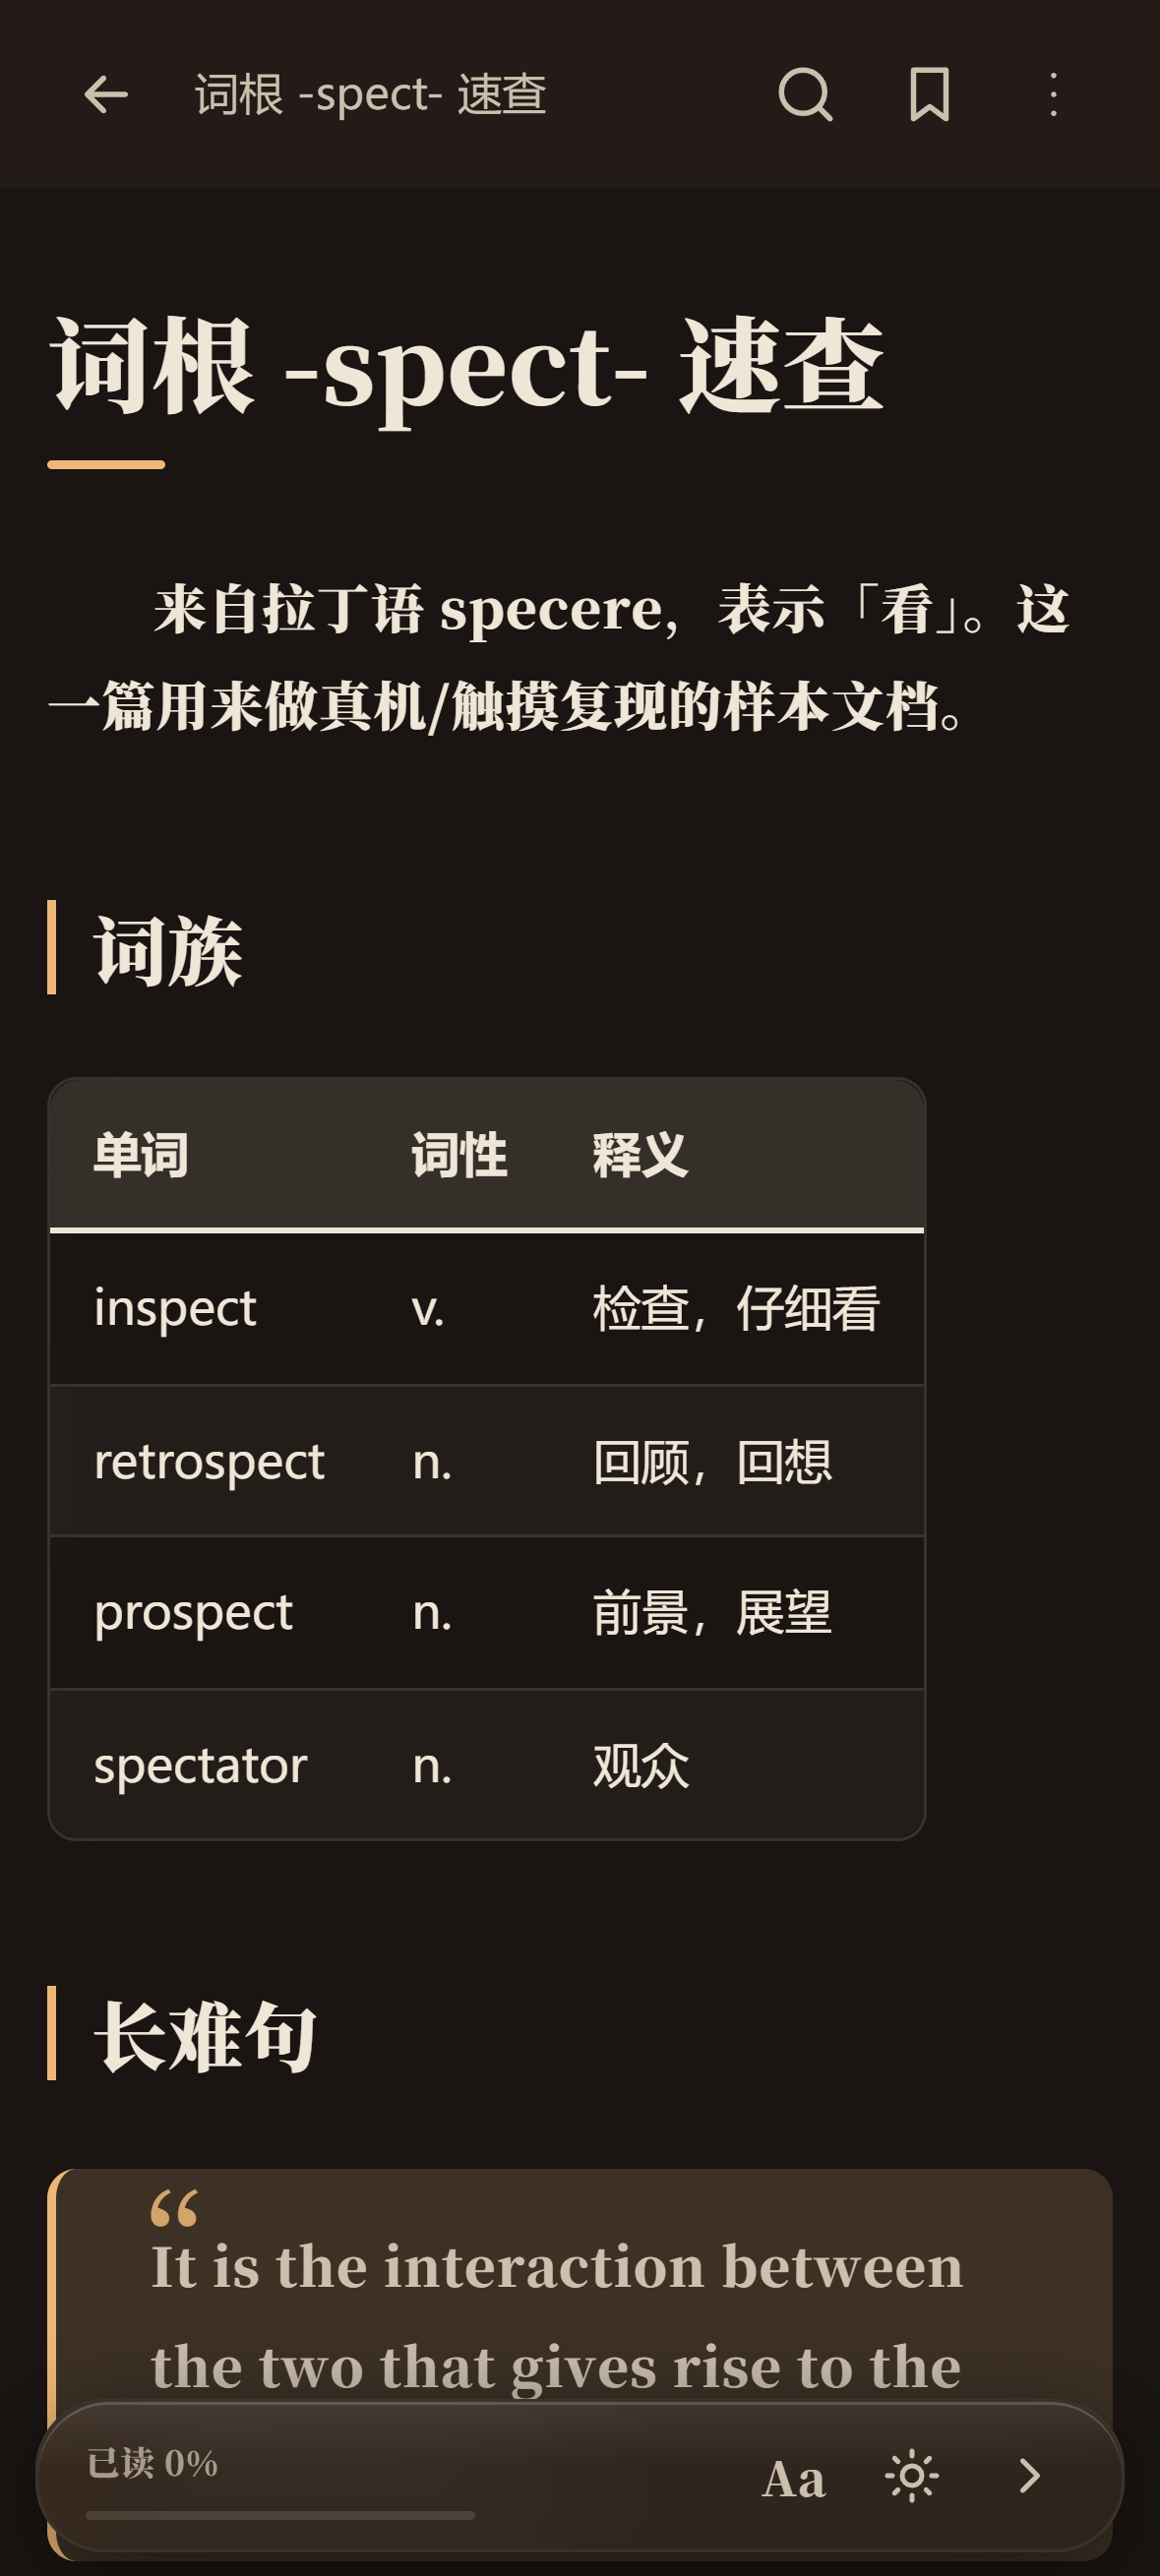 词根 -spect- 速查
词根 -spect- 速查
来自拉丁语 specere，表示「看」。这
一篇用来做真机/触摸复现的样本文档。
词族
单词 词性 释义
inspect v. 检查，仔细看
retrospect n. 回顾，回想
prospect n. 前景，展望
spectator n. 观众
长难句
“
It is the interaction between
the two that gives rise to the
已读 0%
Aa